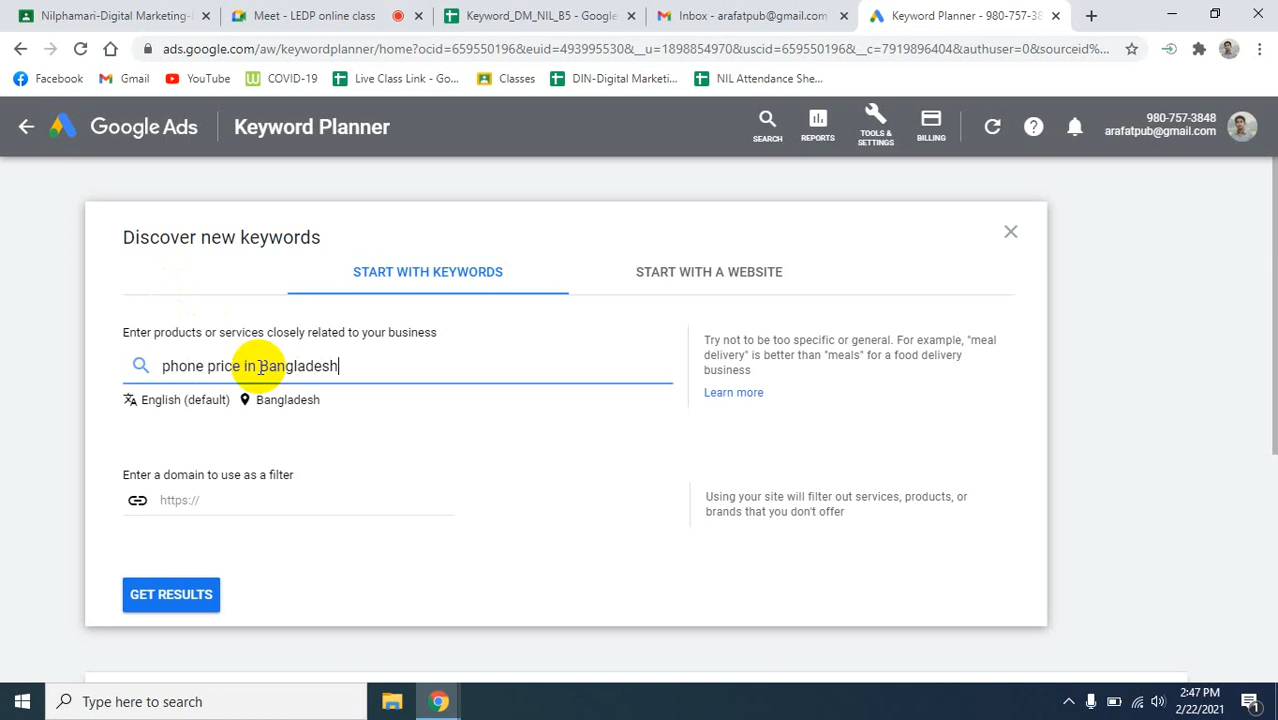 Nilphamari-Digital Marketing-
Meet - LEDP online class
Keyword_DM_NIL_B5 - Google
Inbox - arafatpub@gmail.com
Keyword Planner - 980-757-38
ads.google.com/aw/keywordplanner/home?ocid=659550196&euid=493995530&__u=1898854970&uscid=659550196&__c=7919896404&authuser=0&sourceid%...
Facebook
Gmail
YouTube
COVID-19
Live Class Link - Go...
Classes
DIN-Digital Marketi...
NIL Attendance She...
Google Ads
Keyword Planner
SEARCH
REPORTS
TOOLS &
SETTINGS
BILLING
980-757-3848
arafatpub@gmail.com
Discover new keywords
START WITH KEYWORDS
START WITH A WEBSITE
Enter products or services closely related to your business
phone price in Bangladesh
English (default)
Bangladesh
Try not to be too specific or general. For example, "meal
delivery" is better than "meals" for a food delivery
business
Learn more
Enter a domain to use as a filter
https://
Using your site will filter out services, products, or
brands that you don't offer
GET RESULTS
Type here to search
2:47 PM
2/22/2021
1